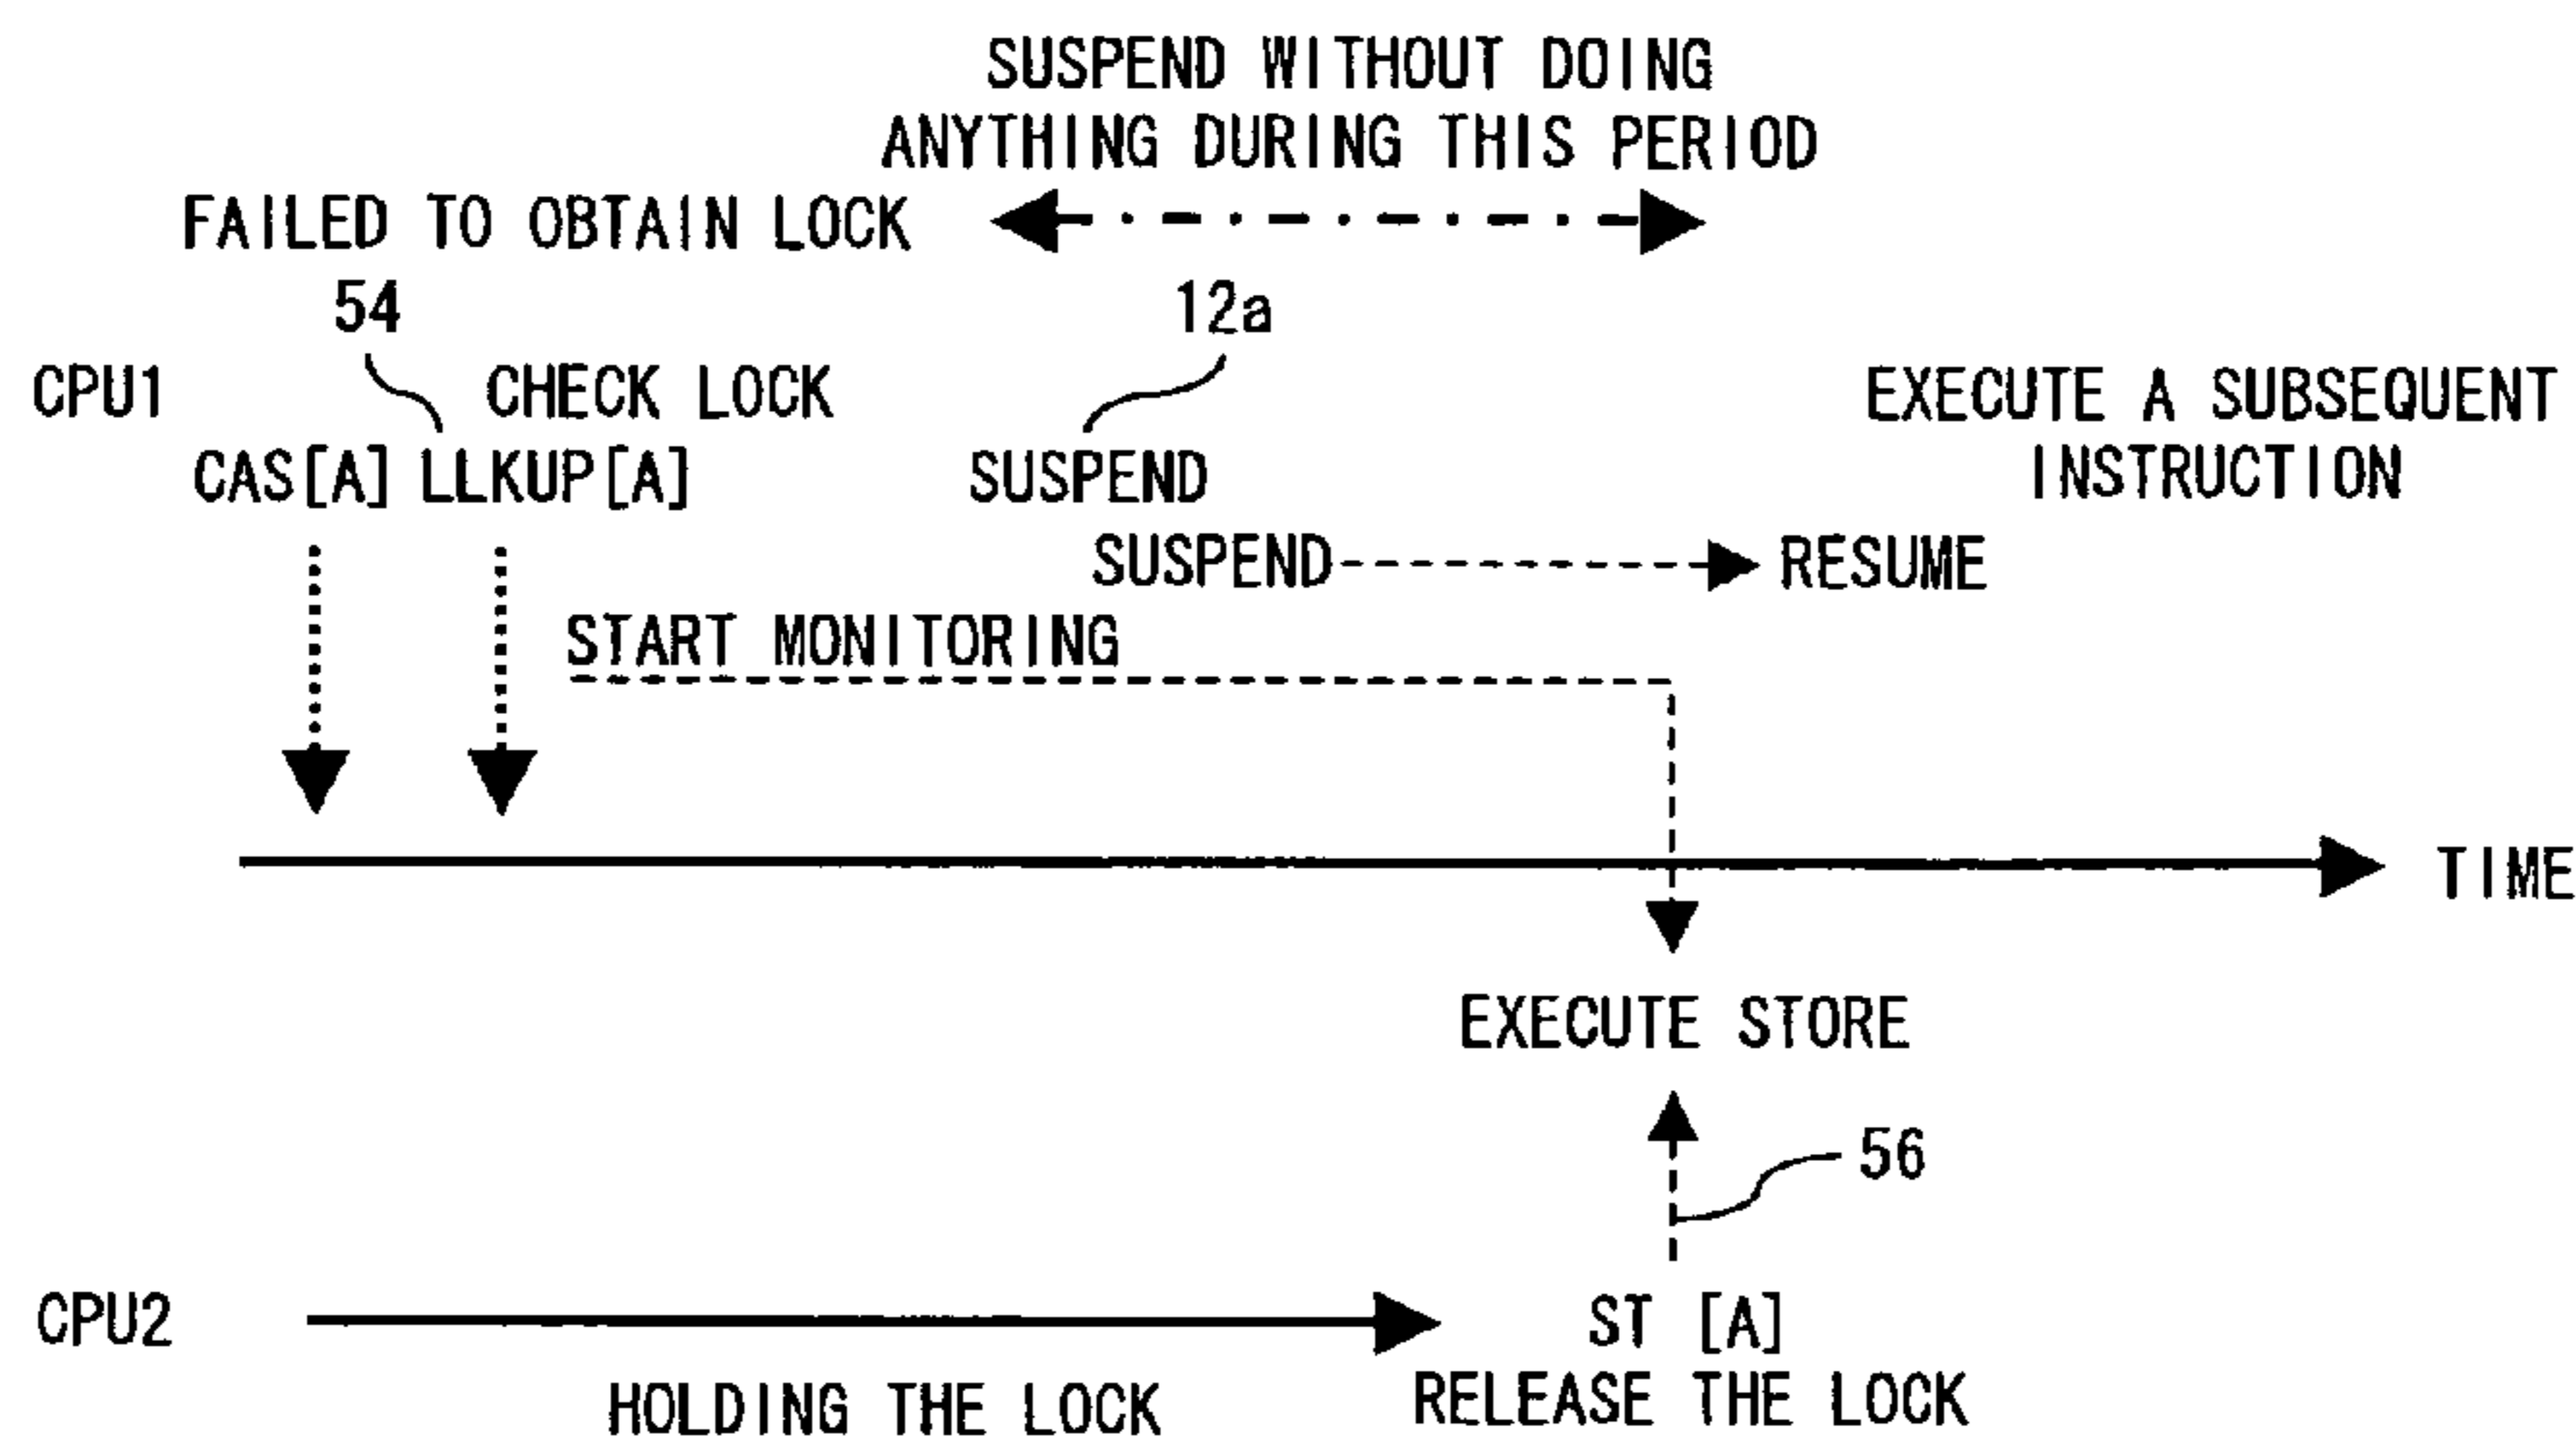 SUSPEND WITHOUT DOING
ANYTHING DURING THIS PERIOD
FAILED TO OBTAIN LOCK
54
12a
CPU1
CHECK LOCK
EXECUTE A SUBSEQUENT
INSTRUCTION
CAS[A] LLKUP[A]
SUSPEND
SUSPEND
RESUME
START MONITORING
TIME
EXECUTE STORE
56
CPU2
ST [A]
HOLDING THE LOCK
RELEASE THE LOCK